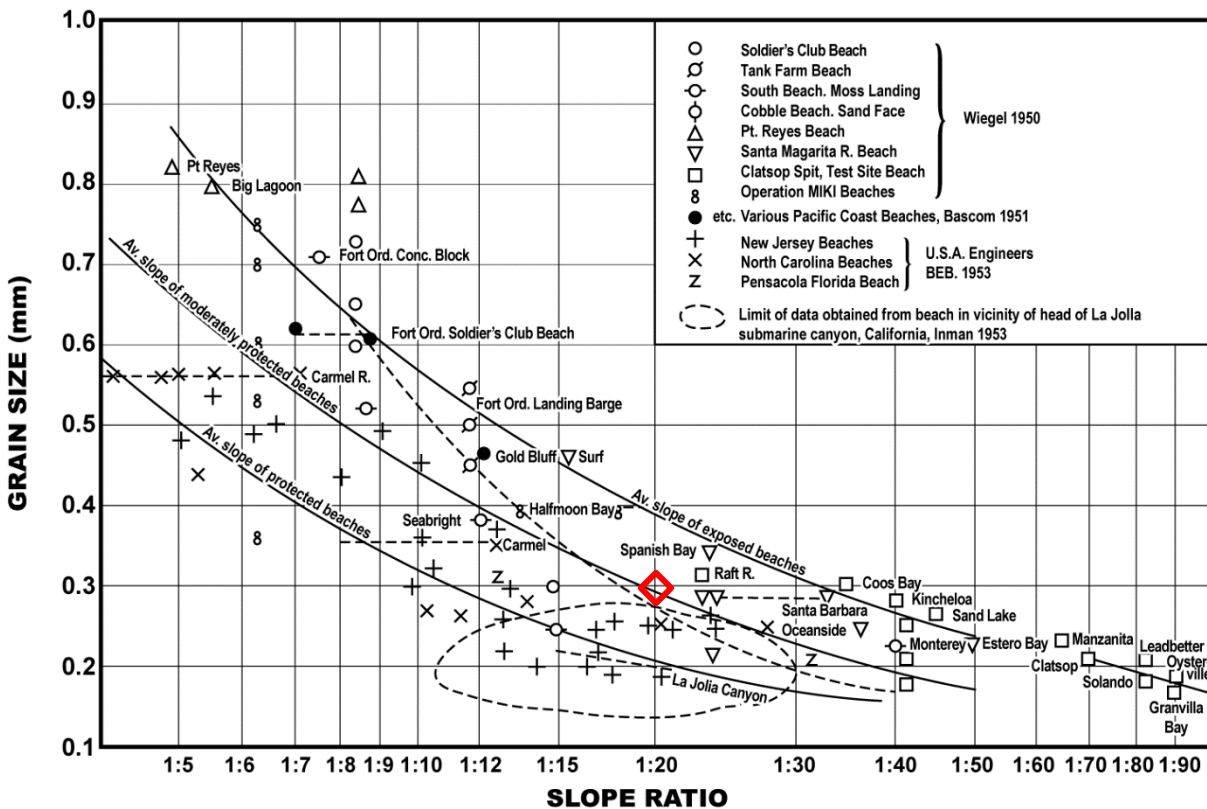 1.0
0.9
0.8
0.7
0.6
0.5
0.4
0.3
0.2
0.1
GRAIN SIZE (mm)
Soldier's Club Beach
Tank Farm Beach
South Beach. Moss Landing
Cobble Beach. Sand Face
Pt. Reyes Beach
Santa Magarita R. Beach
Clatsop Spit, Test Site Beach
8 Operation MIKI Beaches
Wiegel 1950
etc. Various Pacific Coast Beaches, Bascom 1951
New Jersey Beaches
North Carolina Beaches
Z Pensacola Florida Beach
U.S.A. Engineers
BEB. 1953
Limit of data obtained from beach in vicinity of head of La Jolla
submarine canyon, California, Inman 1953
Pt Reyes
Big Lagoon
Fort Ord. Conc. Block
Av. slope of moderately protected beaches
Fort Ord. Soldier's Club Beach
Carmel R.
Fort Ord. Landing Barge
Av. slope of protected beaches
Gold Bluff
Surf
Av. slope of exposed beaches
Halfmoon Bay
Seabright
Carmel
Spanish Bay
Raft R.
Coos Bay
Kincheloa
Sand Lake
Santa Barbara
Oceanside
Monterey
Estero Bay
Manzanita
Leadbetter
Oyster
ville
Clatsop
Solando
Granvilla
Bay
La Jolia Canyon
1:5 1:6 1:7 1:8 1:9 1:10 1:12 1:15 1:20 1:30 1:40 1:50 1:60 1:70 1:80 1:90
SLOPE RATIO